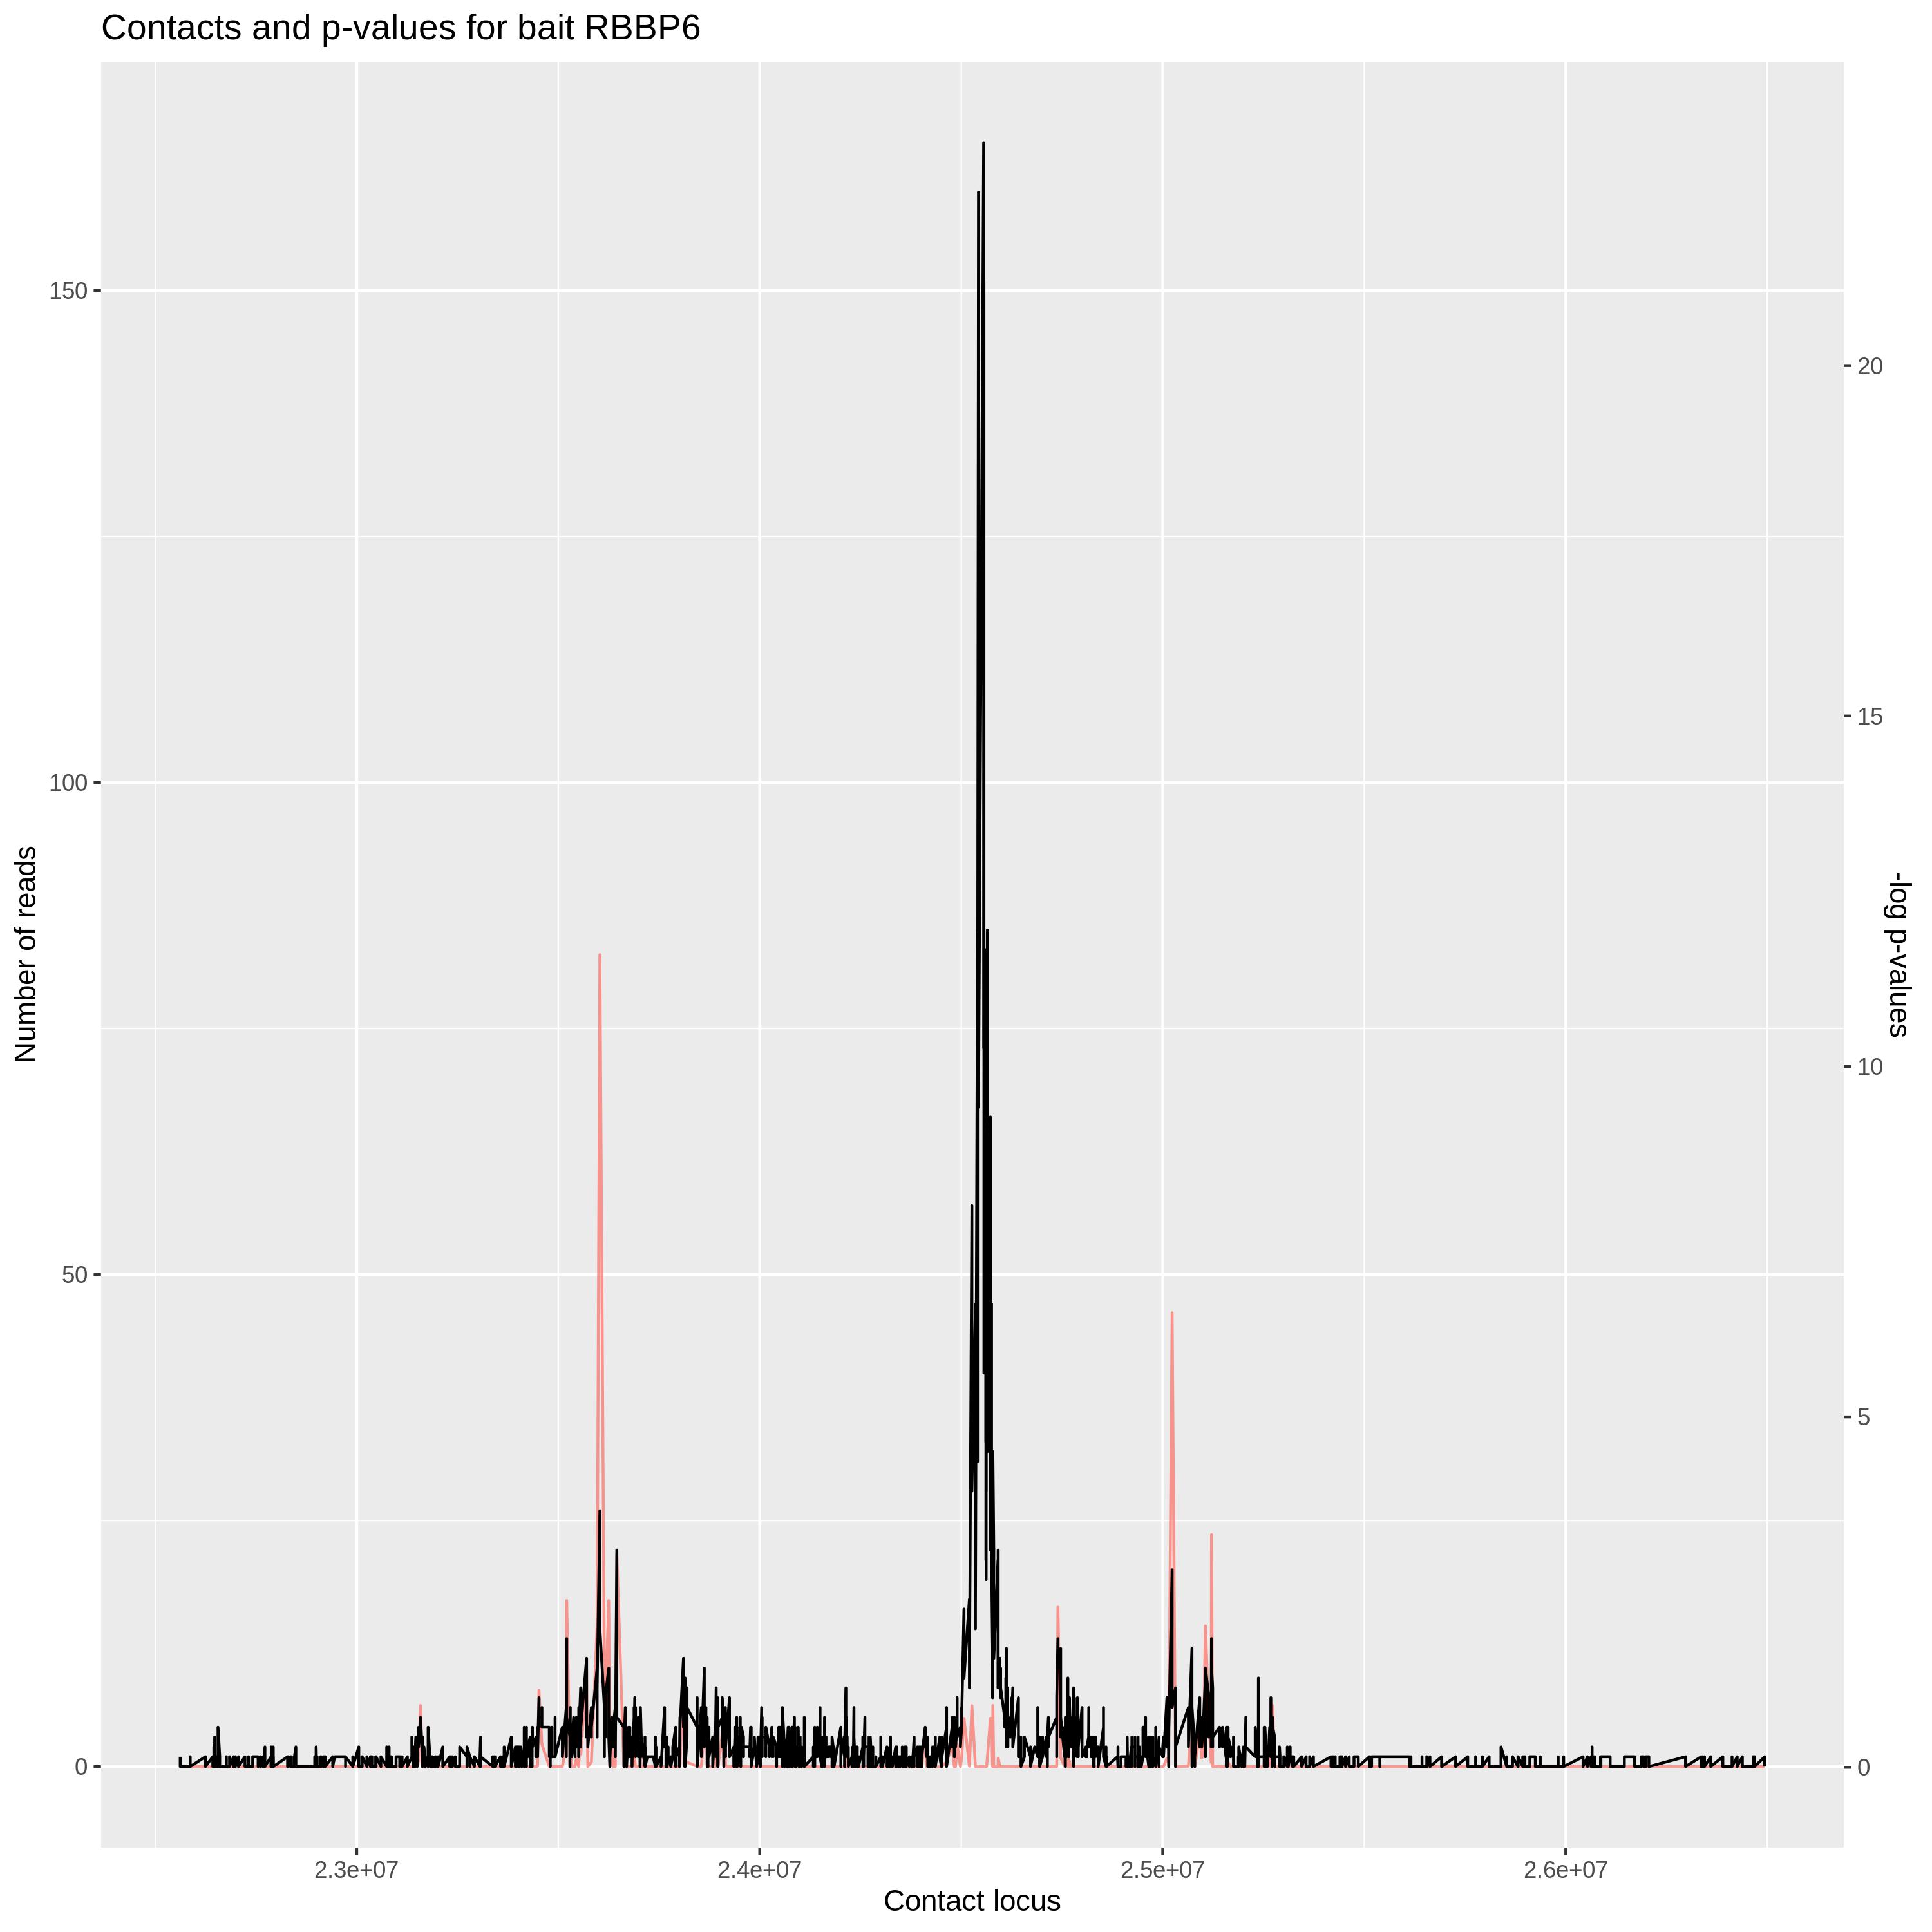 Contacts and p-values for bait RBBP6
150
100
50
0
Number of reads
20
15
10
5
0
-log p-values
2.3e+07
2.4e+07
2.5e+07
2.6e+07
Contact locus